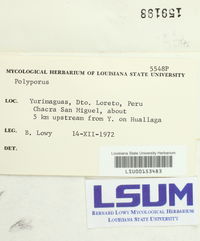 159198
5548P
MYCOLOGICAL HERBARIUM OF LOUISIANA STATE UNIVERSITY
Polyporus
LOC. Yurimaguas, Dto. Loreto, Peru
Chacra San Miguel, about
5 km upstream from Y. on Huallaga
LEG. B. Lowy 14-XII-1972
DET.
Louisiana State University Herbarium
LSU00153483
LSUM
BERNARD LOWY MYCOLOGICAL HERBARIUM
LOUISIANA STATE UNIVERSITY